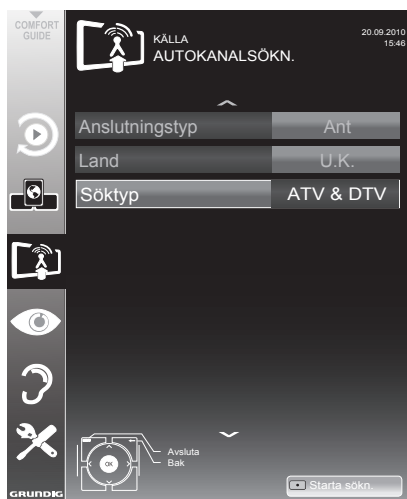 COMFORT
GUIDE
KÄLLA
AUTOKANALSÖKN.
20.09.2010
15:46
Anslutningstyp Ant
Land U.K.
Söktyp ATV & DTV
OK
Avsluta
Bak
Starta sökn.
GRUNDIG